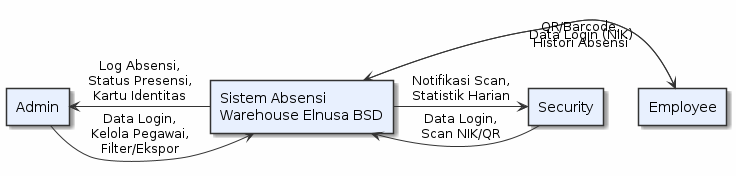 QR/Barcode,
Data Login (NIK)
Histori Absensi
Log Absensi,
Status Presensi,
Kartu Identitas
Notifikasi Scan,
Statistik Harian
Admin
Sistem Absensi
Warehouse Elnusa BSD
Security
Employee
Data Login,
Kelola Pegawai,
Filter/Ekspor
Data Login,
Scan NIK/QR